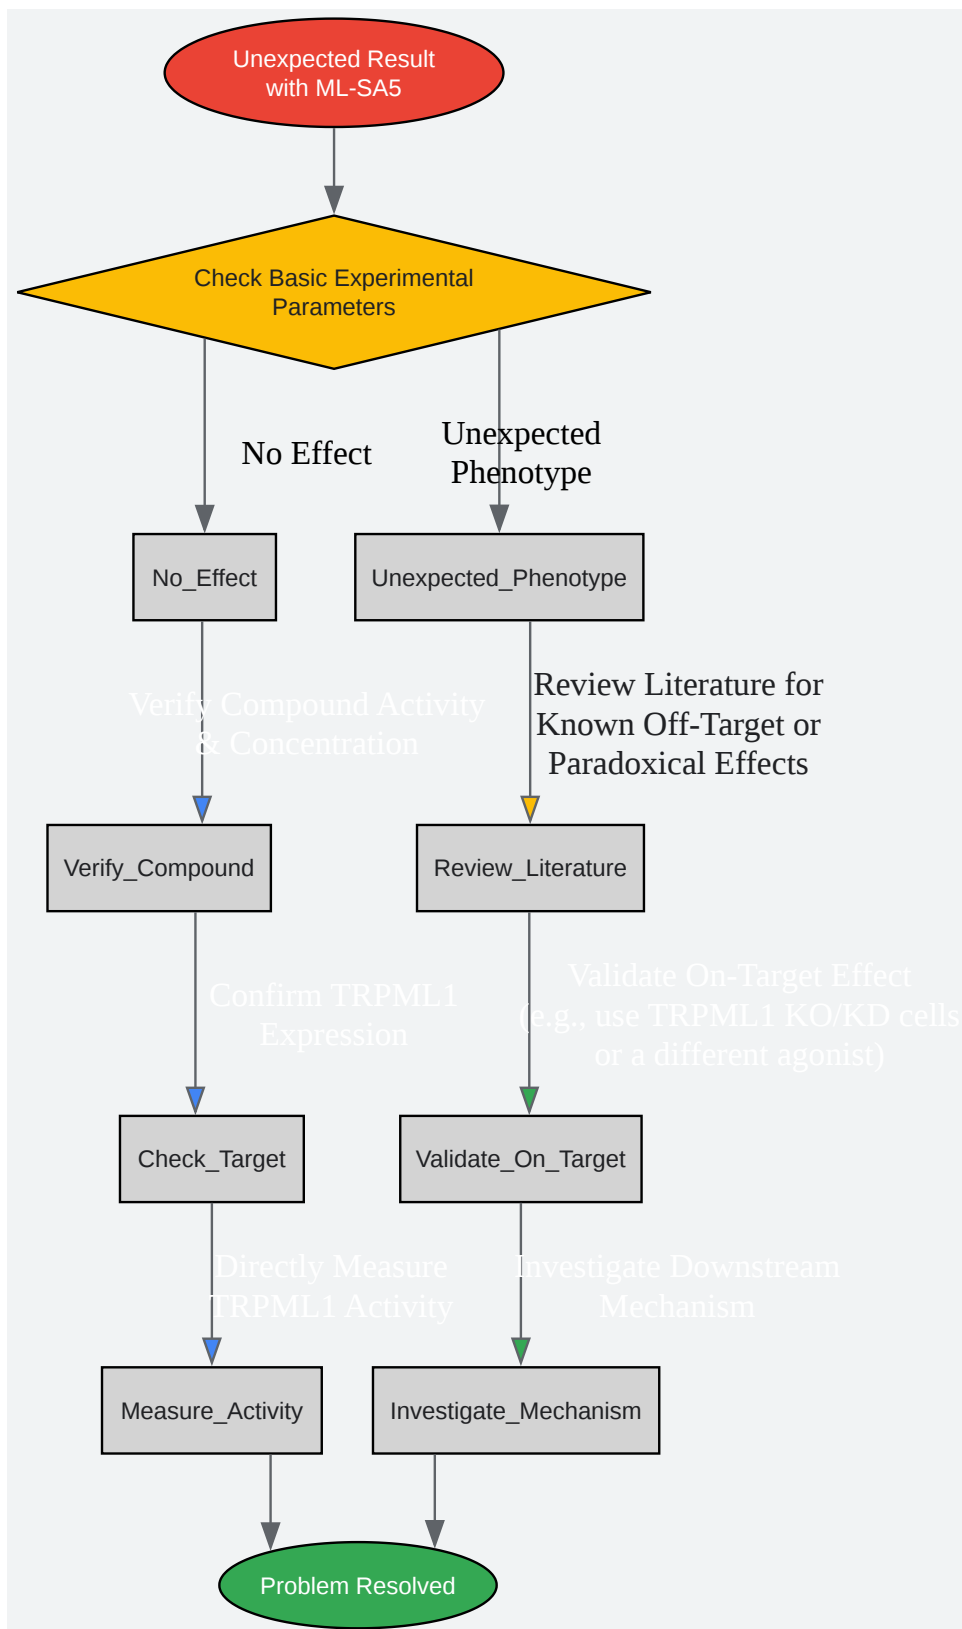 Unexpected Result
with ML-SA5
Check Basic Experimental
Parameters
No Effect
Unexpected
Phenotype
No_Effect
Unexpected_Phenotype
Verify Compound Activity
& Concentration
Review Literature for
Known Off-Target or
Paradoxical Effects
Verify_Compound
Review_Literature
Confirm TRPML1
Expression
Validate On-Target Effect
(e.g., use TRPML1 KO/KD cells
or a different agonist)
Check_Target
Validate_On_Target
Directly Measure
TRPML1 Activity
Investigate Downstream
Mechanism
Measure_Activity
Investigate_Mechanism
Problem Resolved